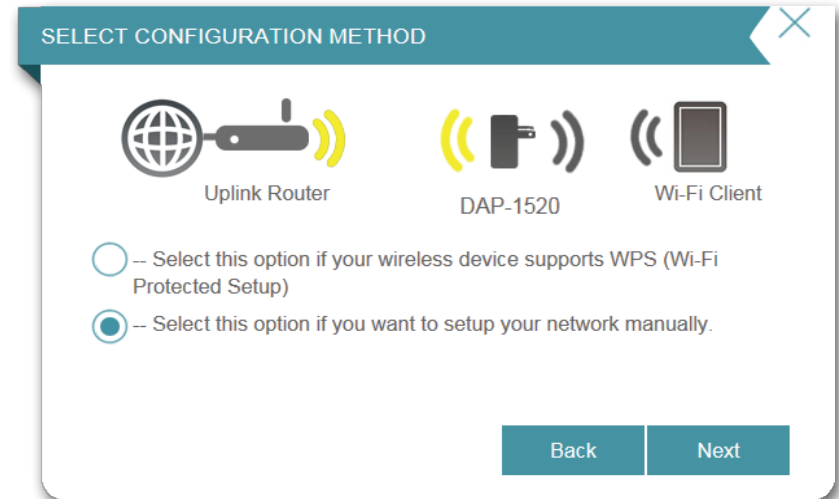 SELECT CONFIGURATION METHOD
Uplink Router
DAP-1520
Wi-Fi Client
-- Select this option if your wireless device supports WPS (Wi-Fi
Protected Setup)
-- Select this option if you want to setup your network manually.
Back
Next